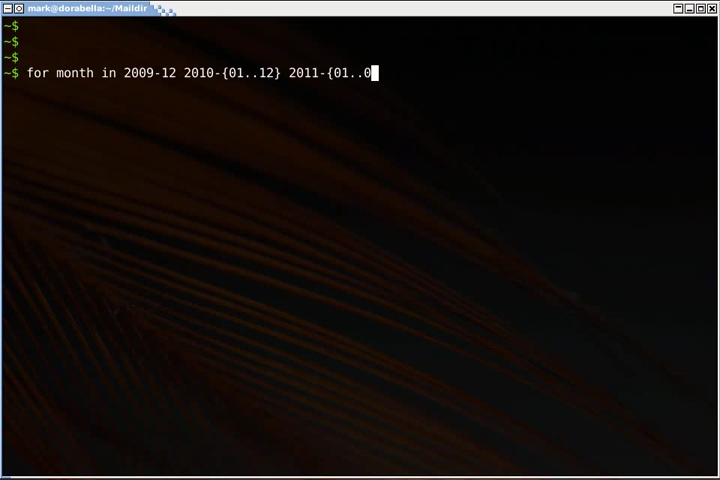 mark@dorabella:~/Maildir
~$
~$
~$
~$ for month in 2009-12 2010-{01..12} 2011-{01..0